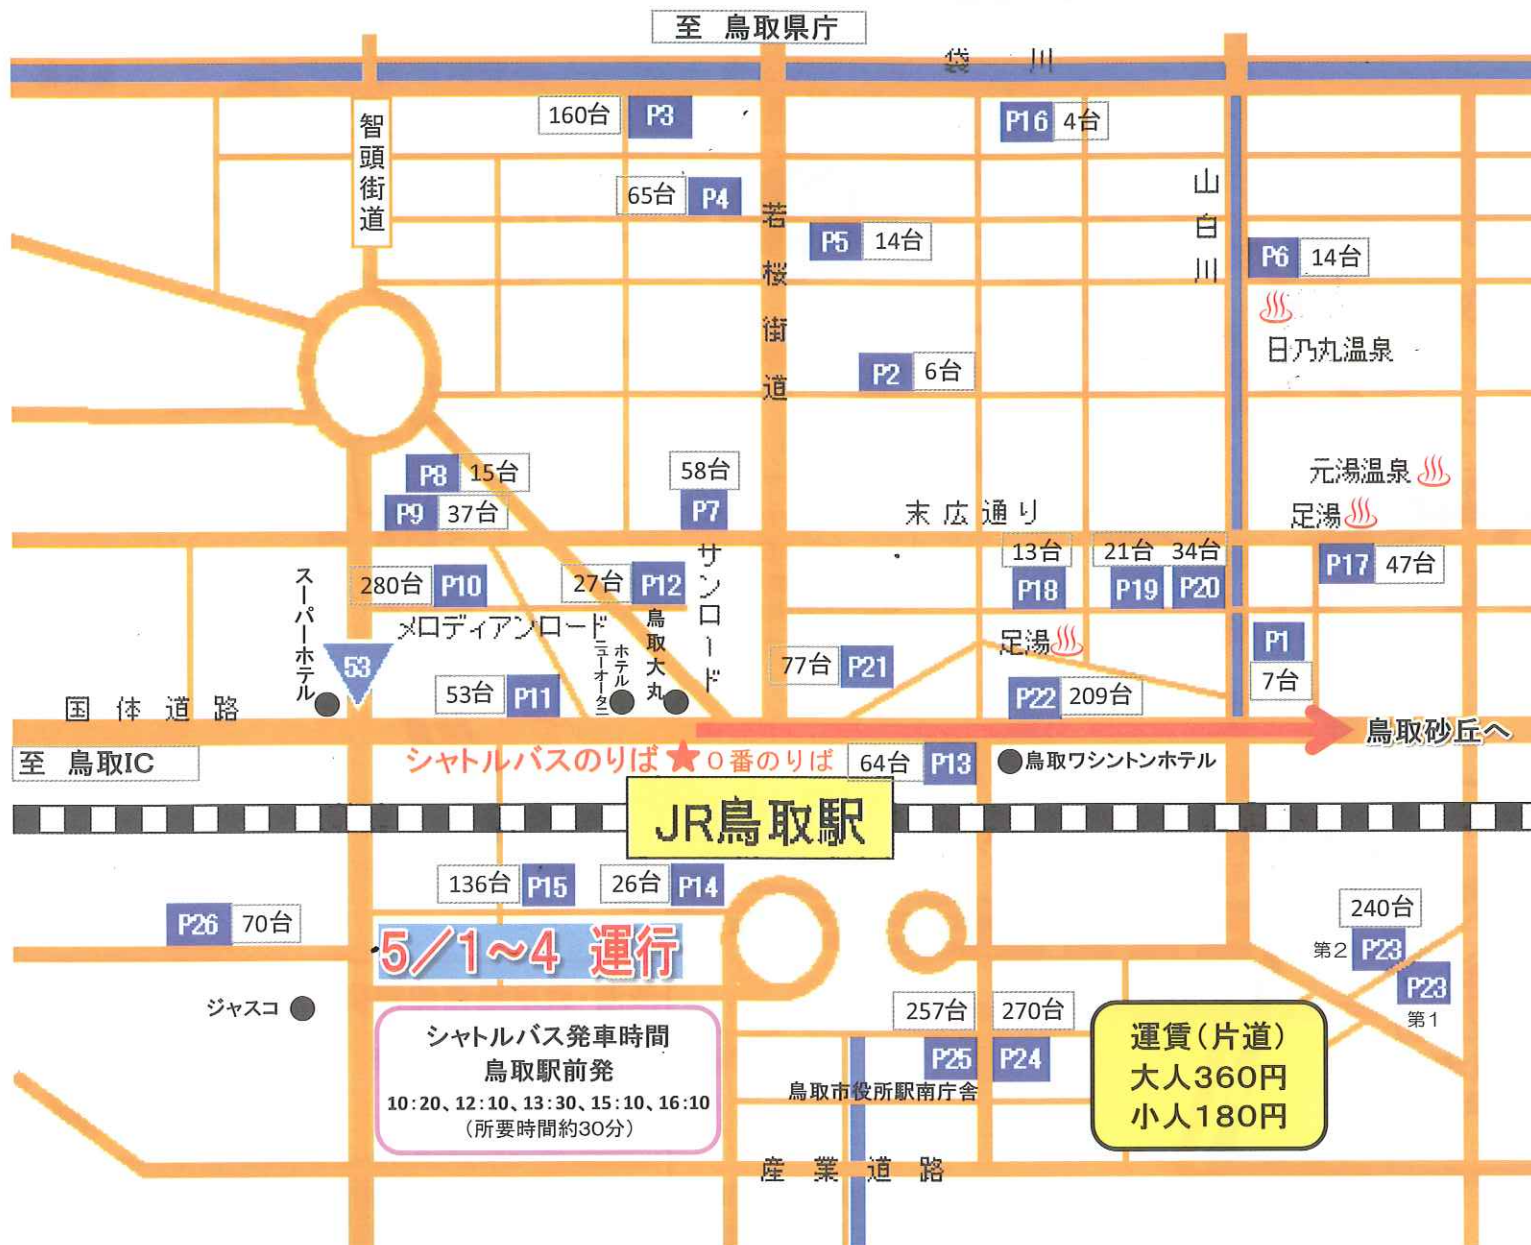 至 鳥取県庁
袋川
智頭街道
160台 P3
P16 4台
65台 P4
若桜街道
山白川
P5 14台
P6 14台
日乃丸温泉
P2 6台
P8 15台
58台
元湯温泉
P9 37台
P7
末広通り
足湯
サンロード
13台
21台 34台
280台 P10
27台 P12
P18
P19 P20
P17 47台
スーパーホテル
メロディアンロード
鳥取大丸
ホテル
ニューオータニ
足湯
P1
7台
53
77台 P21
53台 P11
P22 209台
国体道路
鳥取砂丘へ
至 鳥取IC
シャトルバスのりば★0番のりば
64台 P13
鳥取ワシントンホテル
JR鳥取駅
136台 P15
26台 P14
P26 70台
240台
5/1~4 運行
第2 P23
P23
第1
ジャスコ
257台 270台
P25 P24
シャトルバス発車時間
鳥取駅前発
10:20、12:10、13:30、15:10、16:10
(所要時間約30分)
鳥取市役所駅南庁舎
運賃(片道)
大人360円
小人180円
産業道路